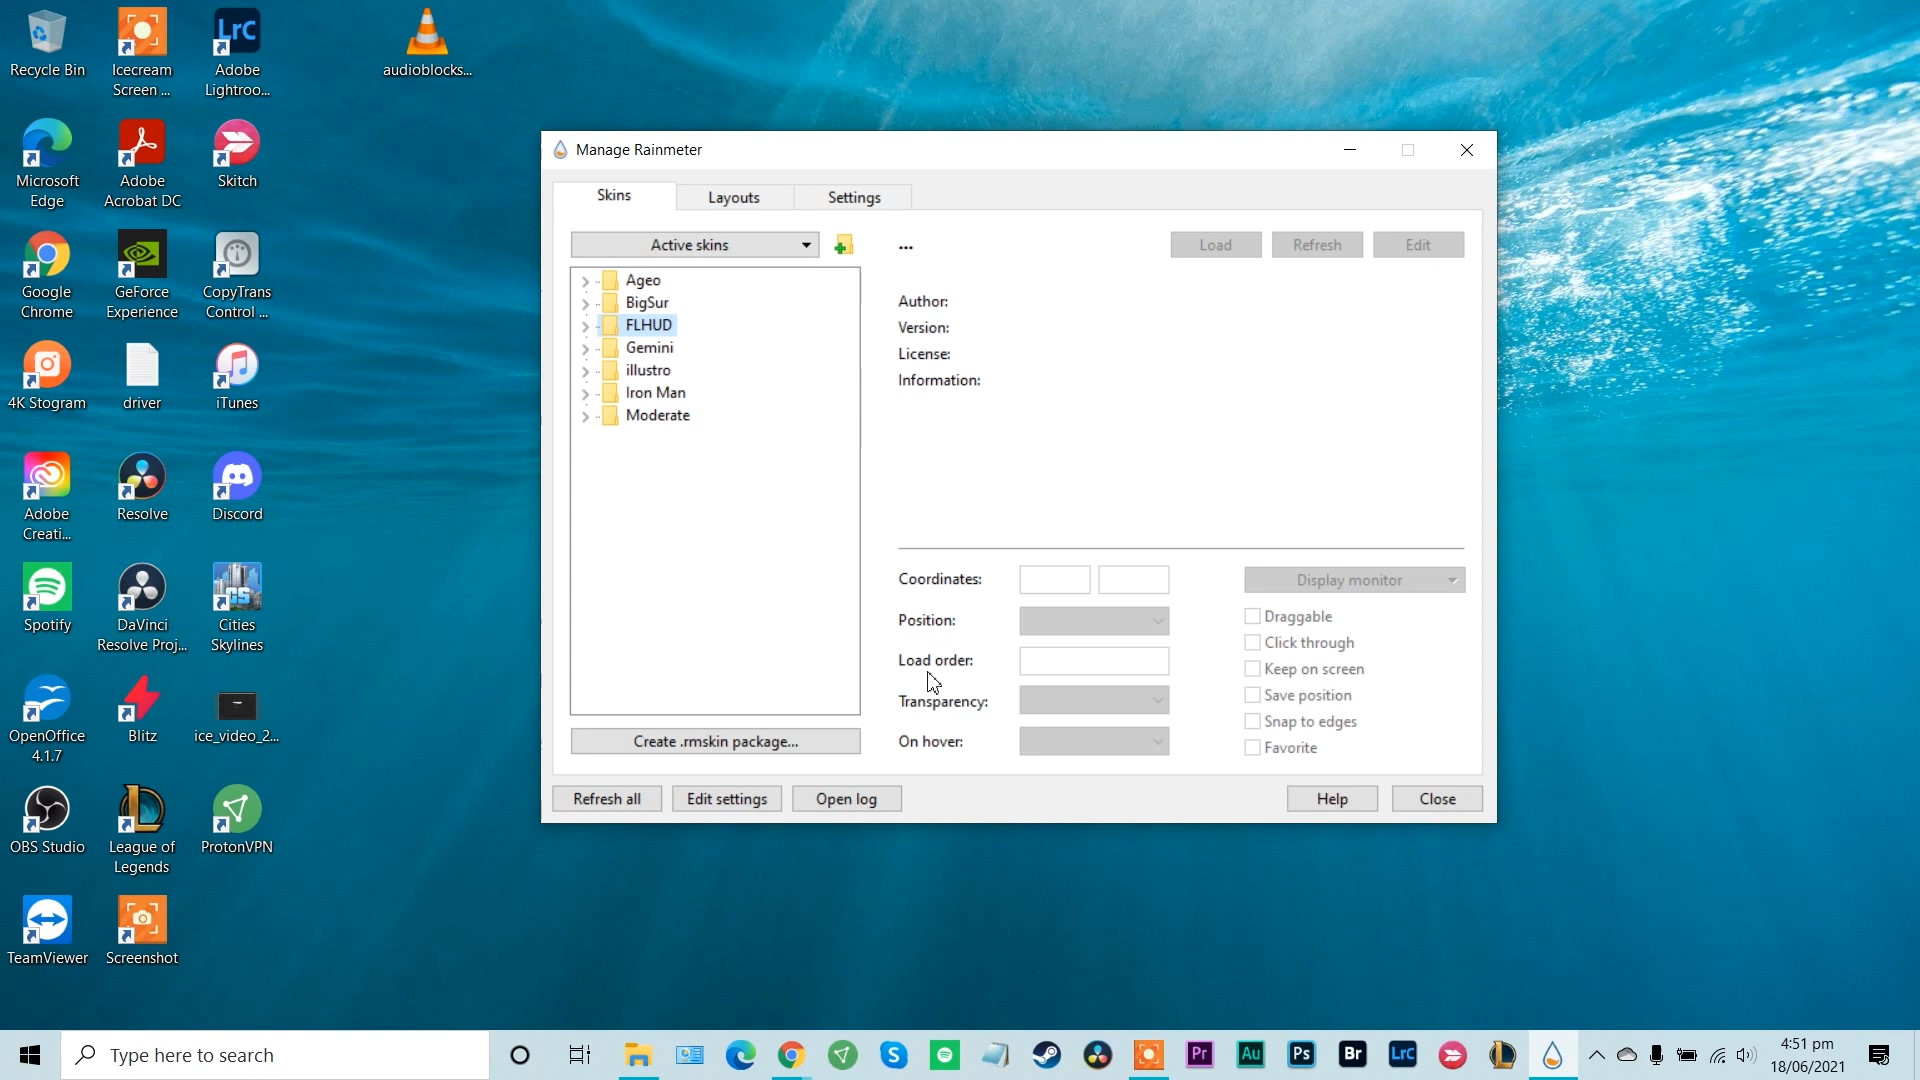 Recycle Bin
Icecream
Screen ...
Lrc
Adobe
Lightroo...
audioblocks...
Microsoft
Edge
Adobe
Acrobat DC
Skitch
Google
Chrome
GeForce
Experience
CopyTrans
Control ...
4K Stogram
driver
iTunes
Adobe
Creati...
Resolve
Discord
Spotify
DaVinci
Resolve Proj...
CS
Cities
Skylines
OpenOffice
4.1.7
Blitz
ice_video_2...
OBS Studio
League of
Legends
ProtonVPN
TeamViewer
Screenshot
Manage Rainmeter
Skins
Layouts
Settings
Active skins
...
Load
Refresh
Edit
Ageo
BigSur
FLHUD
Gemini
illustro
Iron Man
Moderate
Author:
Version:
License:
Information:
Coordinates:
Display monitor
Position:
Draggable
Click through
Load order:
Keep on screen
Transparency:
Save position
Snap to edges
On hover:
Favorite
Create .rmskin package...
Refresh all
Edit settings
Open log
Help
Close
Type here to search
Pr
Au
Ps
Br
LrC
4:51 pm
18/06/2021